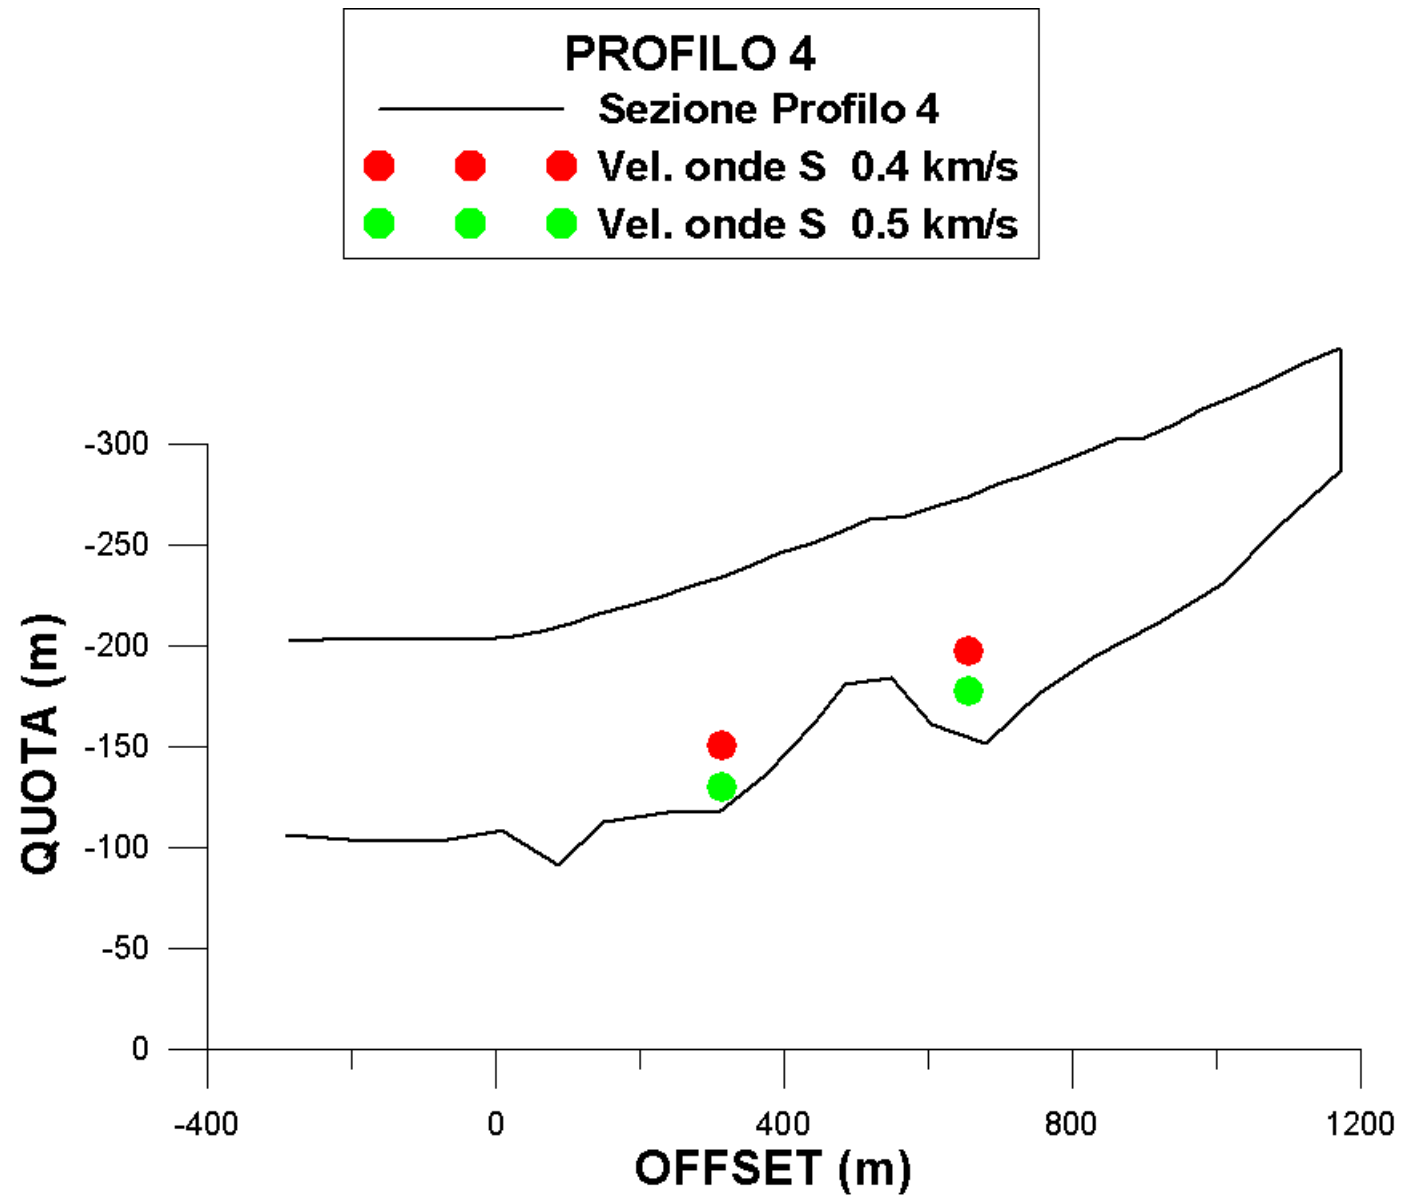 PROFILO 4
Sezione Profilo 4
Vel. onde S 0.4 km/s
Vel. onde S 0.5 km/s
-300
-250
-200
-150
-100
-50
0
QUOTA (m)
-400 0 400 800 1200
OFFSET (m)